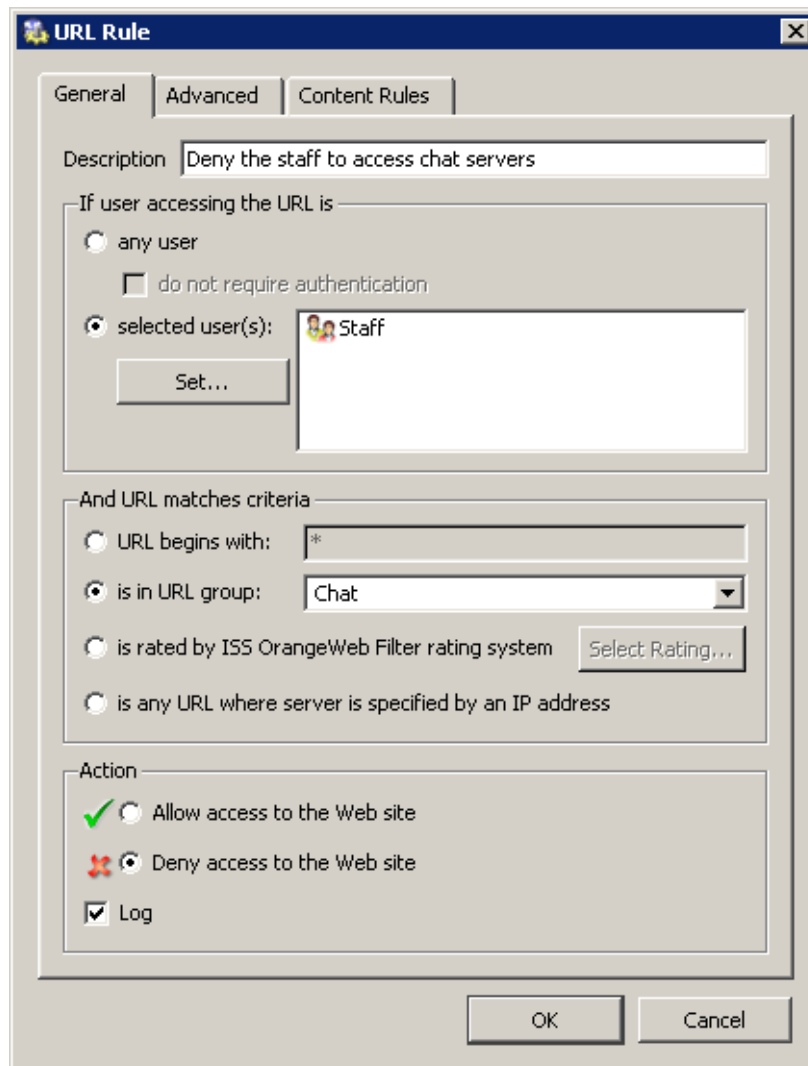 URL Rule
General Advanced Content Rules
Description Deny the staff to access chat servers
If user accessing the URL is
any user
do not require authentication
selected user(s): Staff
Set...
And URL matches criteria
URL begins with: *
is in URL group: Chat
is rated by ISS OrangeWeb Filter rating system Select Rating...
is any URL where server is specified by an IP address
Action
Allow access to the Web site
Deny access to the Web site
Log
OK Cancel